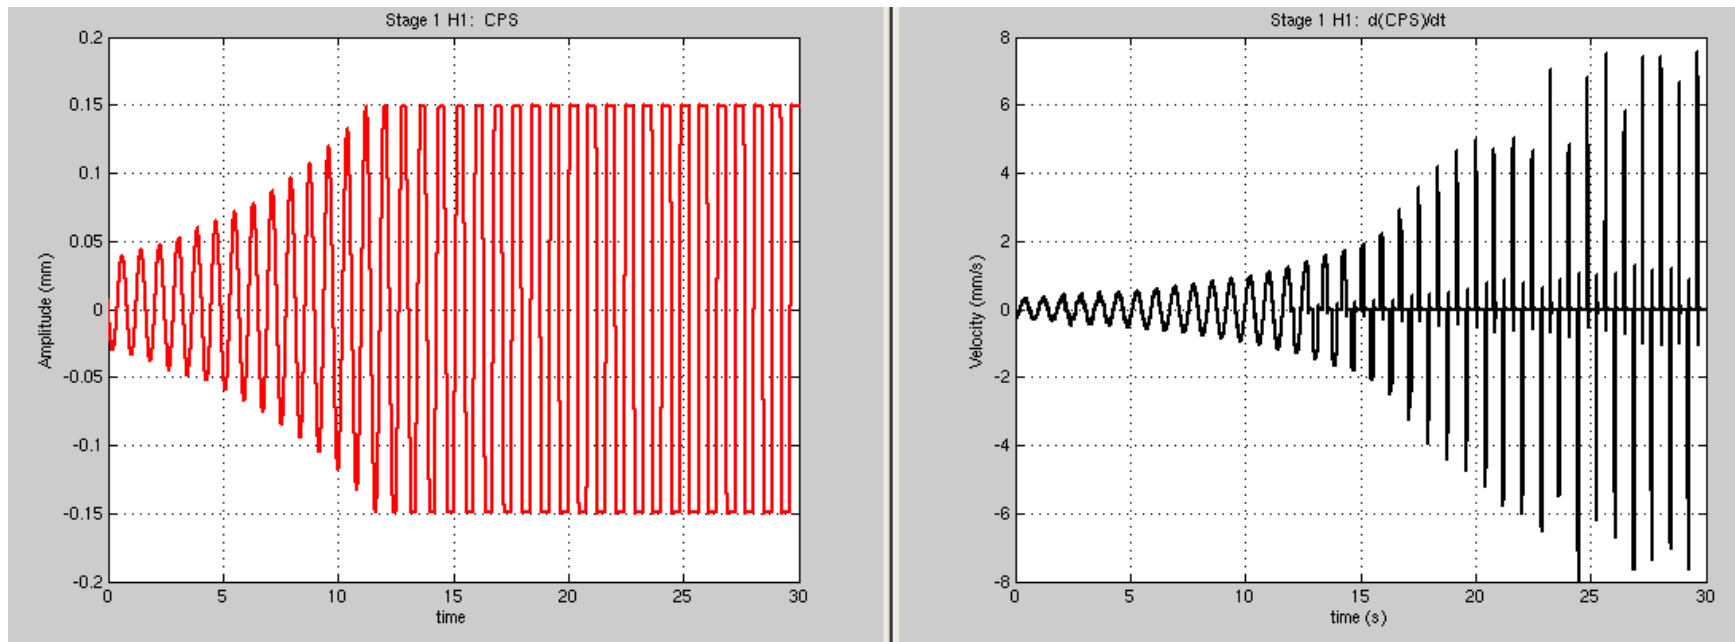 Stage 1 H1:  CPS
0.2
0.15
0.1
0.05
0
-0.05
-0.1
-0.15
-0.2
Amplitude (mm)
0 5 10 15 20 25 30
time
Stage 1 H1:  d(CPS)/dt
8
6
4
2
0
-2
-4
-6
-8
Velocity (mm/s)
0 5 10 15 20 25 30
time (s)